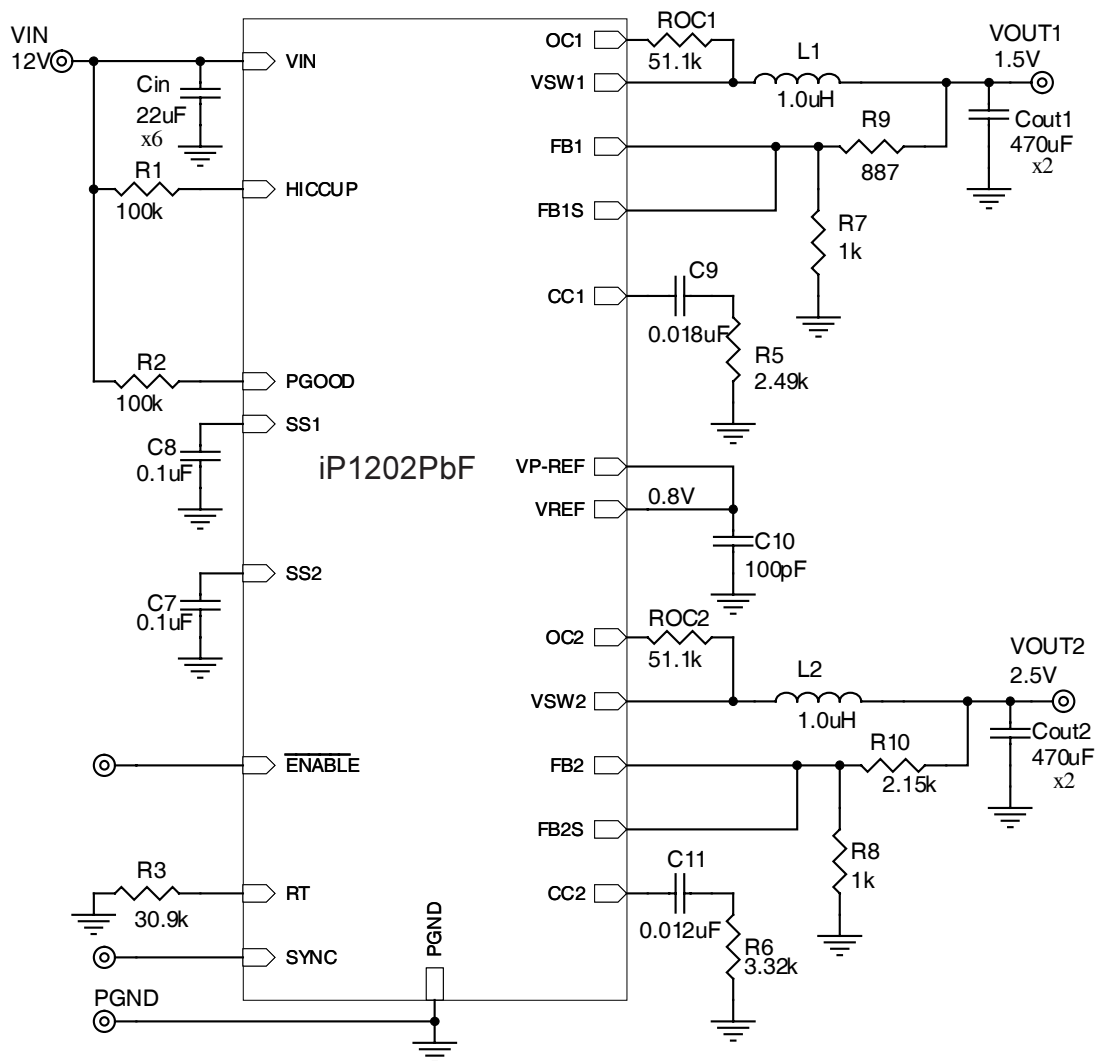 VIN
12V
Cin
22uF
x6
R1
100k
R2
100k
C8
0.1uF
C7
0.1uF
R3
30.9k
PGND
VIN
HICCUP
PGOOD
SS1
SS2
ENABLE
RT
SYNC
iP1202PbF
PGND
OC1
VSW1
FB1
FB1S
CC1
VP-REF
VREF
OC2
VSW2
FB2
FB2S
CC2
ROC1
51.1k
L1
1.0uH
VOUT1
1.5V
Cout1
470uF
x2
R9
887
R7
1k
C9
0.018uF
R5
2.49k
0.8V
C10
100pF
ROC2
51.1k
L2
1.0uH
VOUT2
2.5V
Cout2
470uF
x2
R10
2.15k
R8
1k
C11
0.012uF
R6
3.32k